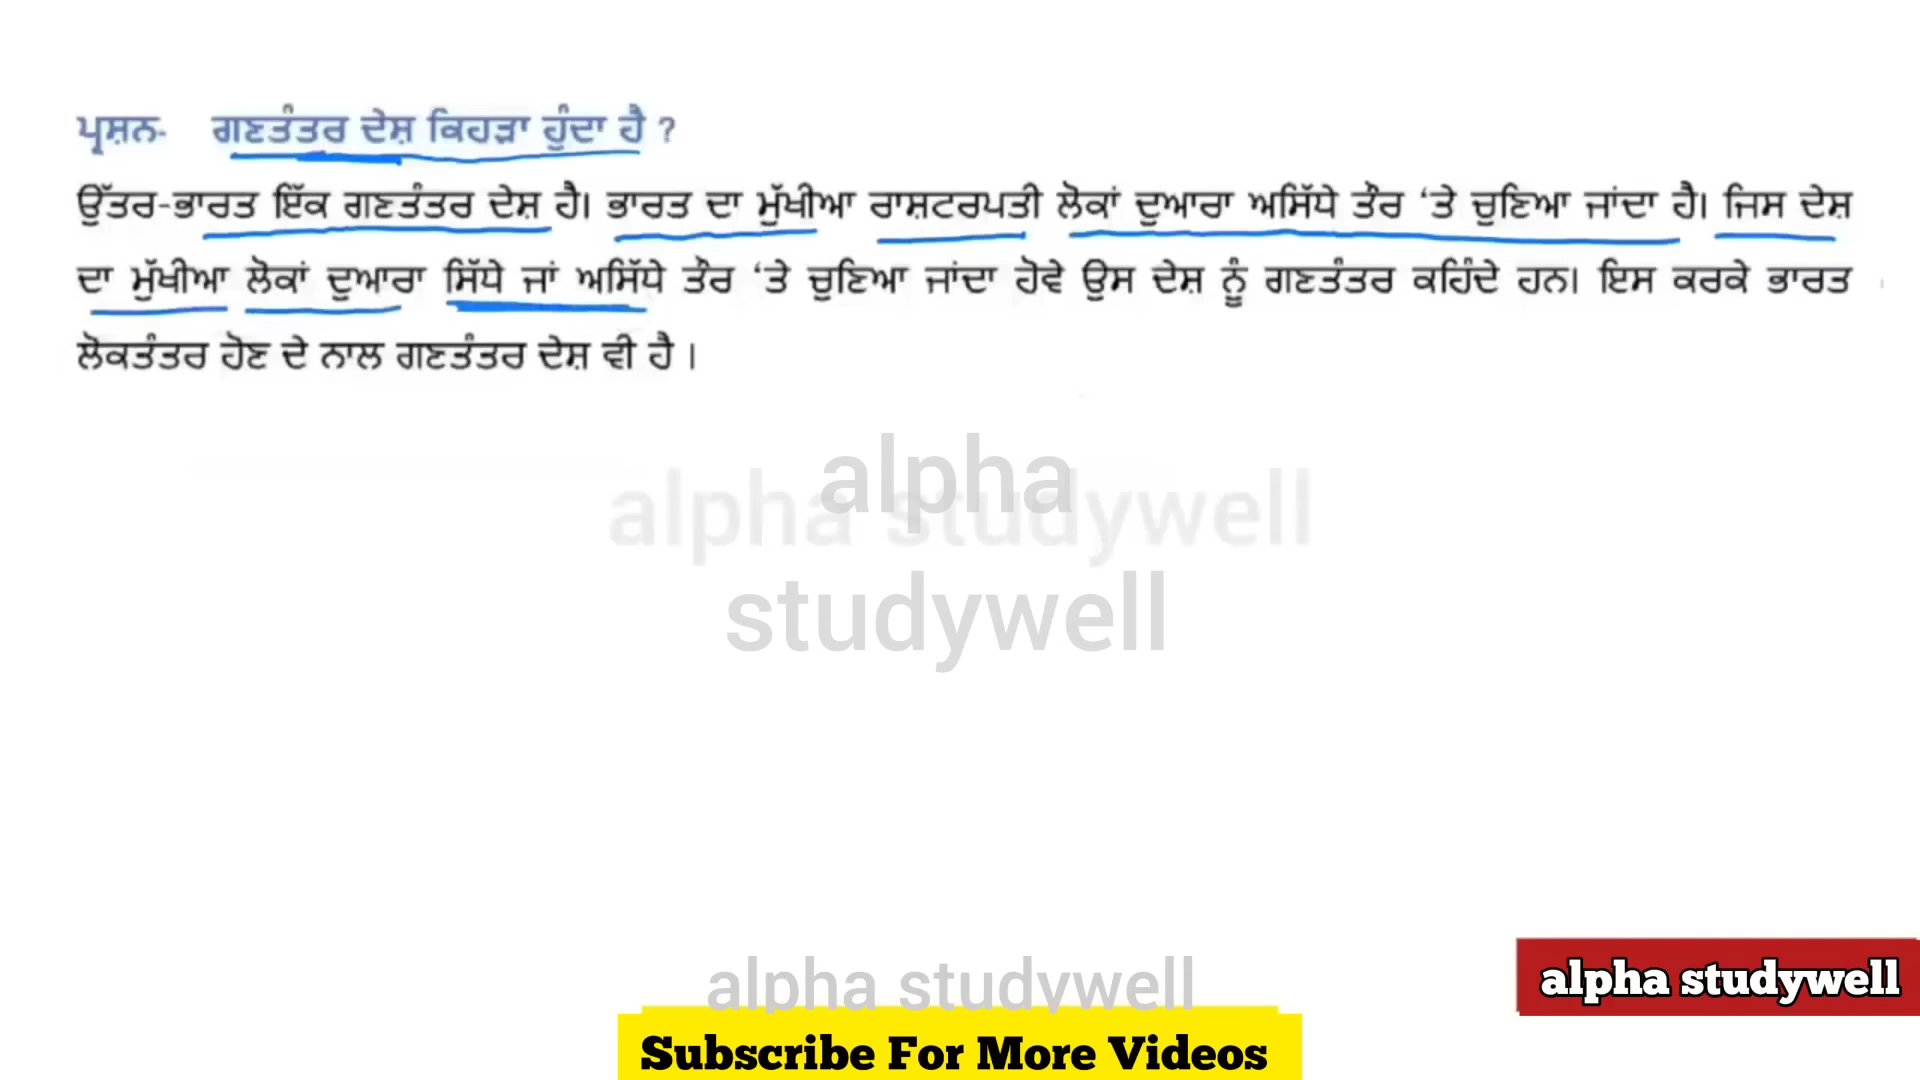 ਪ੍ਰਸ਼ਨ- ਗਣਤੰਤਰ ਦੇਸ਼ ਕਿਹੜਾ ਹੁੰਦਾ ਹੈ ?
ਉੱਤਰ-ਭਾਰਤ ਇੱਕ ਗਣਤੰਤਰ ਦੇਸ਼ ਹੈ। ਭਾਰਤ ਦਾ ਮੁੱਖੀਆ ਰਾਸ਼ਟਰਪਤੀ ਲੋਕਾਂ ਦੁਆਰਾ ਅਸਿੱਧੇ ਤੌਰ ‘ਤੇ ਚੁਣਿਆ ਜਾਂਦਾ ਹੈ। ਜਿਸ ਦੇਸ਼
ਦਾ ਮੁੱਖੀਆ ਲੋਕਾਂ ਦੁਆਰਾ ਸਿੱਧੇ ਜਾਂ ਅਸਿੱਧੇ ਤੌਰ ‘ਤੇ ਚੁਣਿਆ ਜਾਂਦਾ ਹੋਵੇ ਉਸ ਦੇਸ਼ ਨੂੰ ਗਣਤੰਤਰ ਕਹਿੰਦੇ ਹਨ। ਇਸ ਕਰਕੇ ਭਾਰਤ
ਲੋਕਤੰਤਰ ਹੋਣ ਦੇ ਨਾਲ ਗਣਤੰਤਰ ਦੇਸ਼ ਵੀ ਹੈ ।
alpha
alpha studywell
studywell
alpha studywell
alpha studywell
Subscribe For More Videos